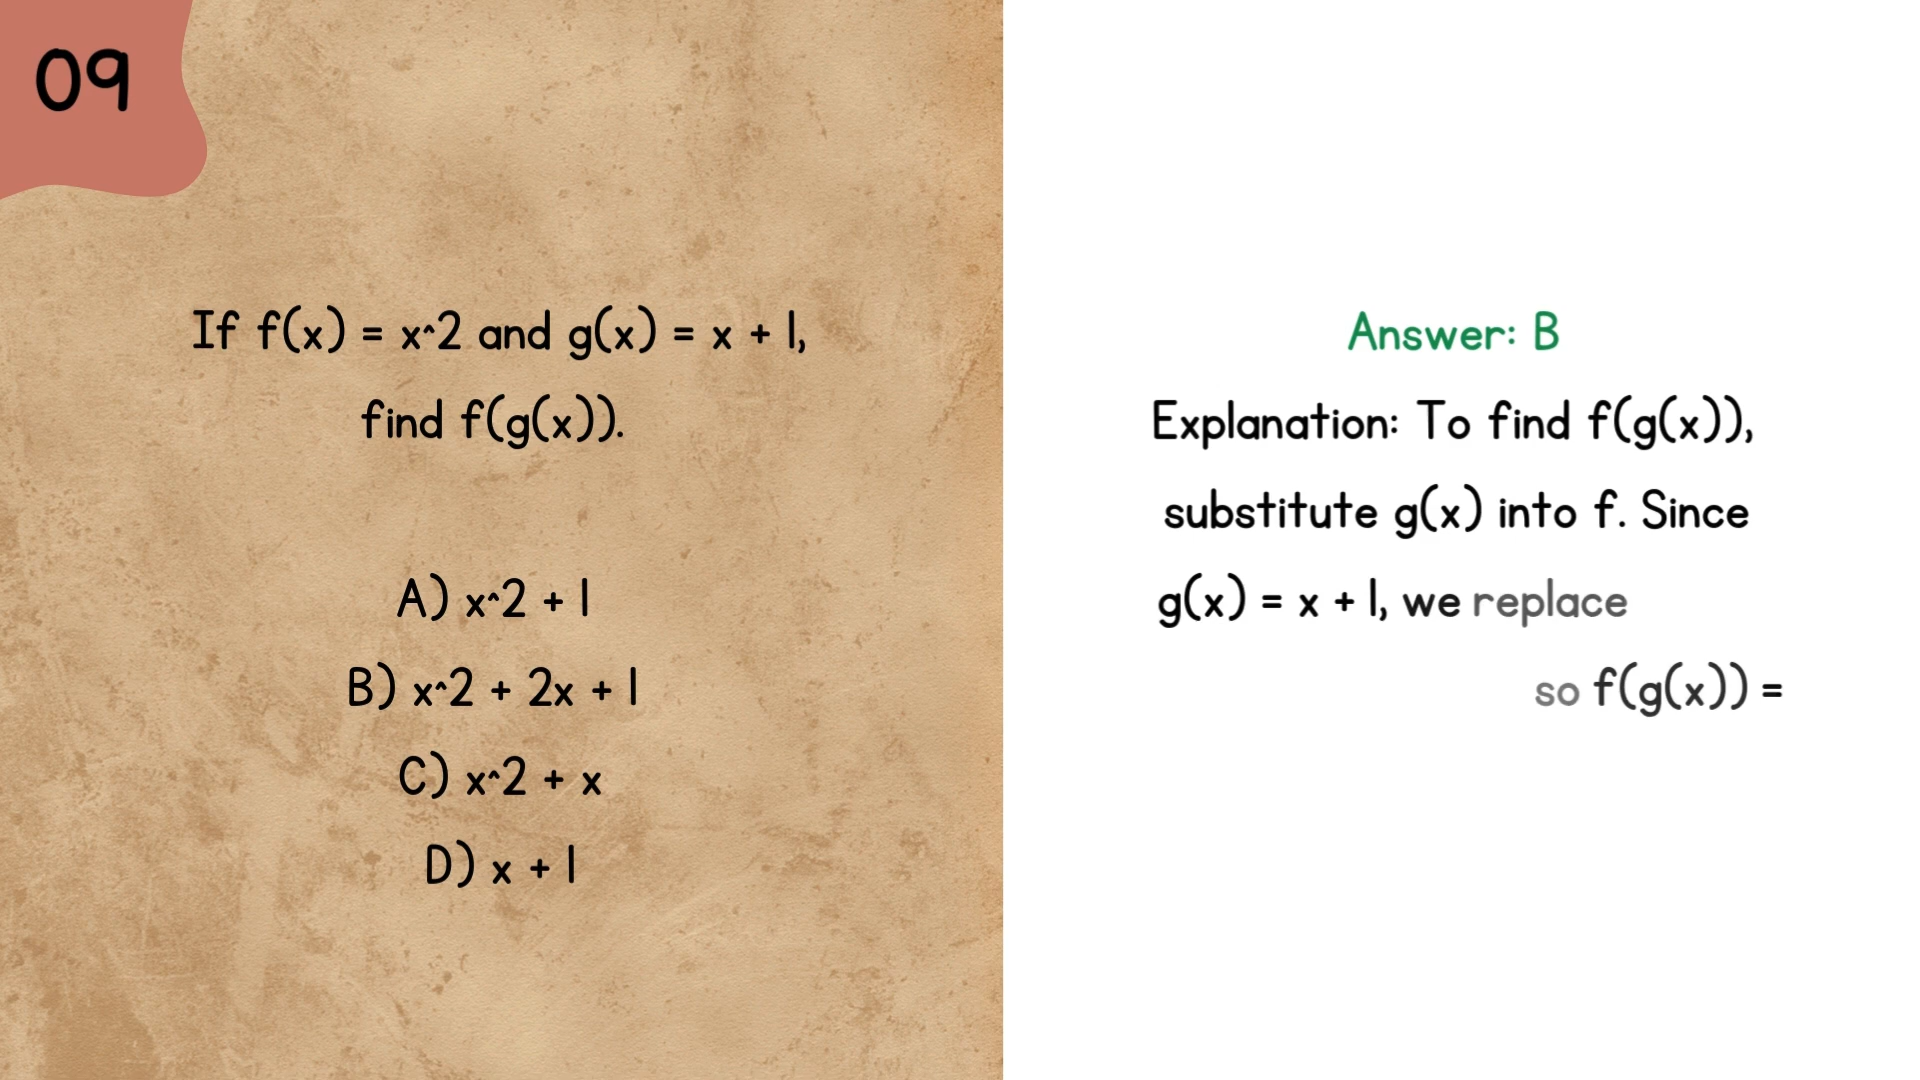 09
If f(x) = x^2 and g(x) = x + 1,
find f(g(x)).
A) x^2 + 1
B) x^2 + 2x + 1
C) x^2 + x
D) x + 1
Answer: B
Explanation: To find f(g(x)),
substitute g(x) into f. Since
g(x) = x + 1, we replace
so f(g(x)) =